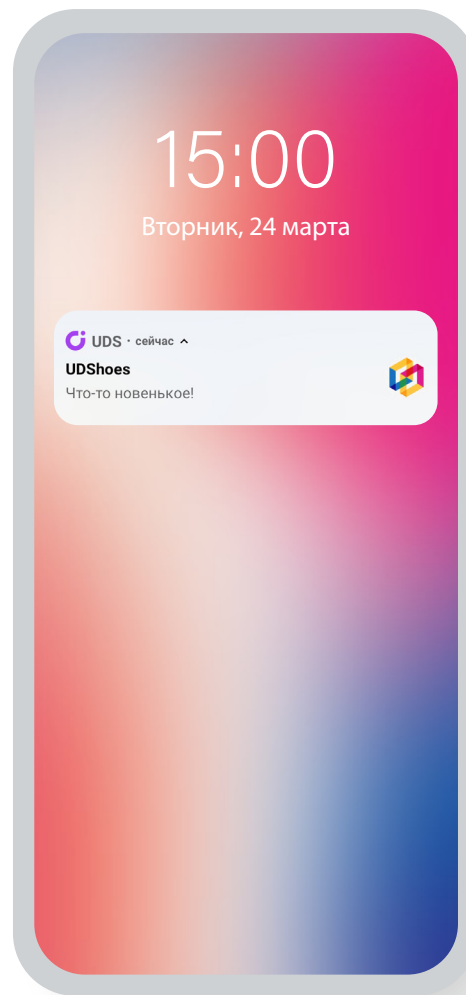 15:00
Вторник, 24 марта
UDS · сейчас
UDShoes
Что-то новенькое!